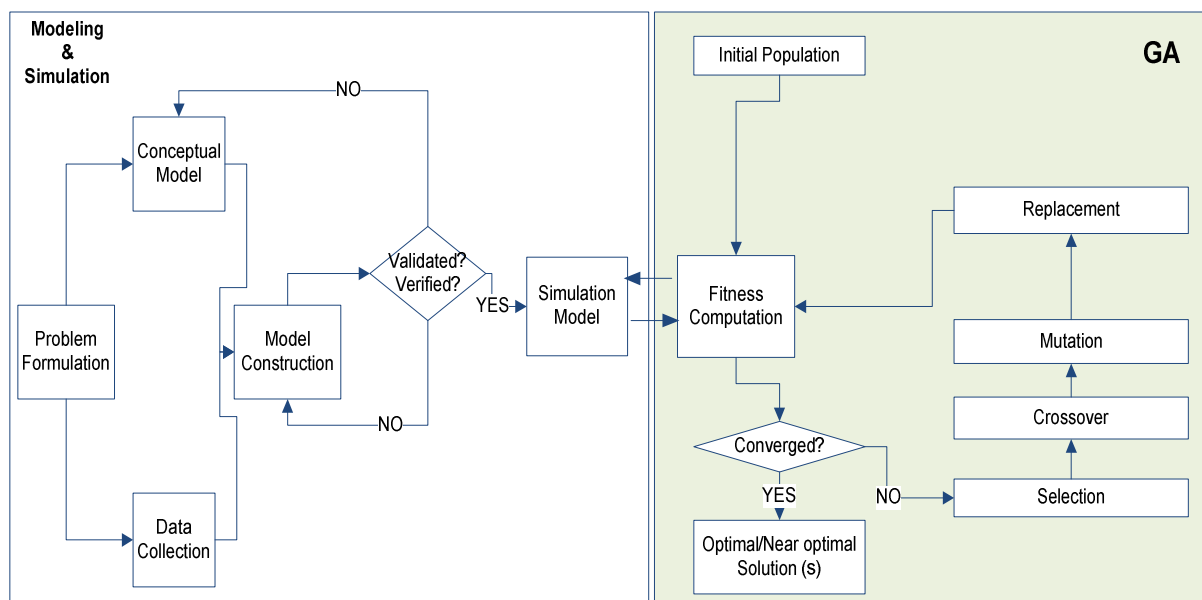 Modeling
&
Simulation
NO
Conceptual
Model
Validated?
Verified?
YES
Simulation
Model
Problem
Formulation
Model
Construction
NO
Data
Collection
GA
Initial Population
Replacement
Fitness
Computation
Mutation
Crossover
Converged?
YES
NO
Selection
Optimal/Near optimal
Solution (s)